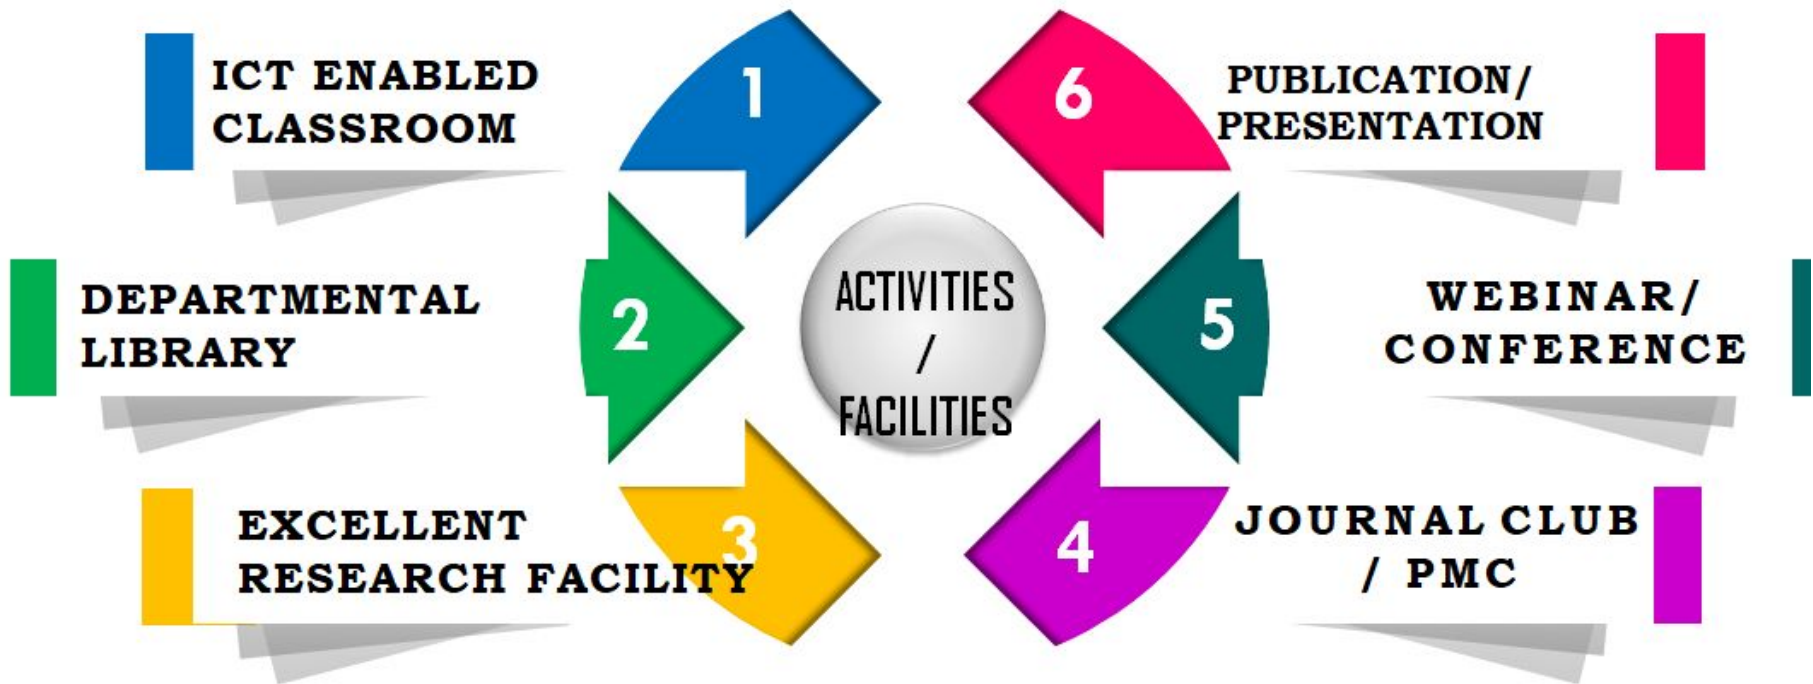 1
ICT ENABLED
CLASSROOM
2
DEPARTMENTAL
LIBRARY
3
EXCELLENT
RESEARCH FACILITY
ACTIVITIES
/
FACILITIES
6
PUBLICATION/
PRESENTATION
5
WEBINAR/
CONFERENCE
4
JOURNAL CLUB
/ PMC